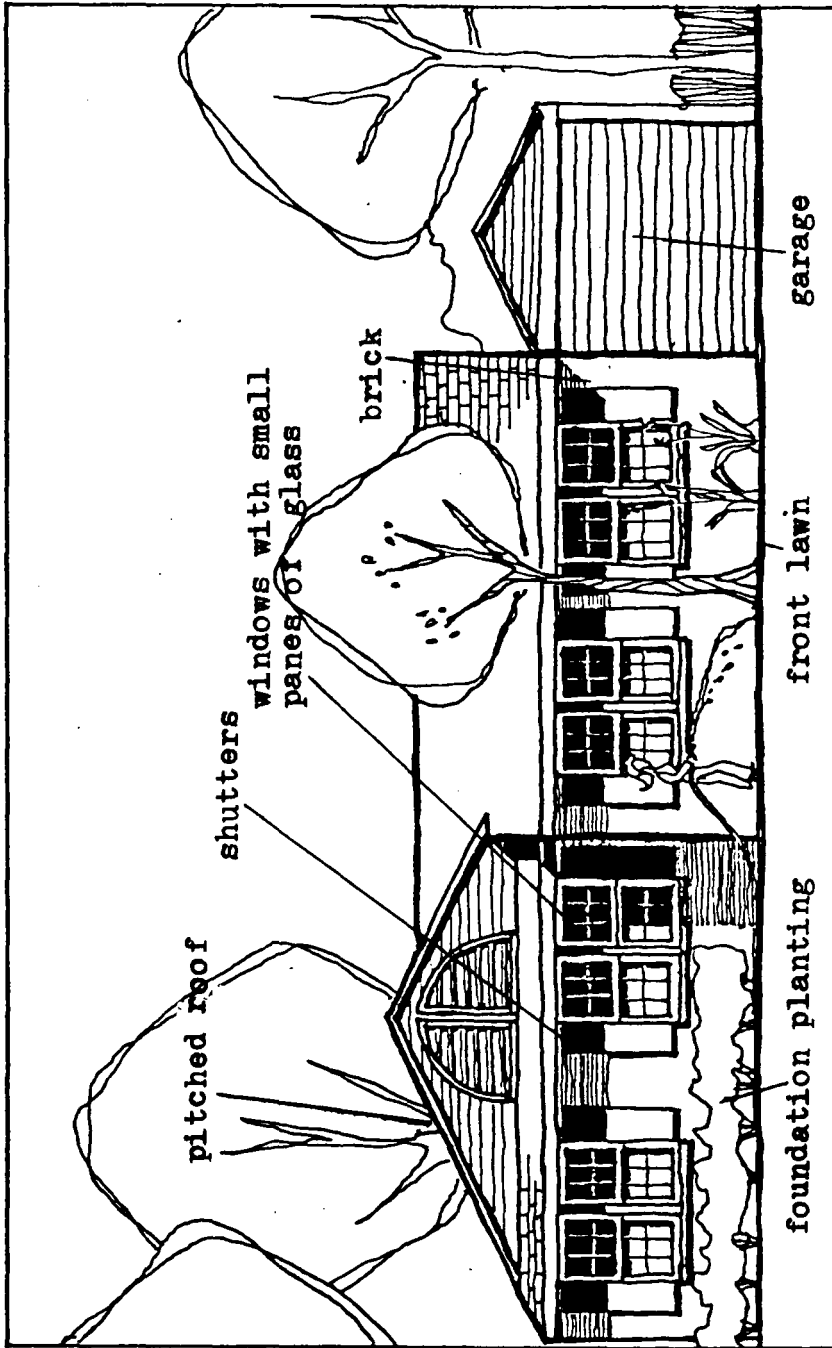 pitched roof
shutters
windows with small
panes of glass
brick
foundation planting
front lawn
garage